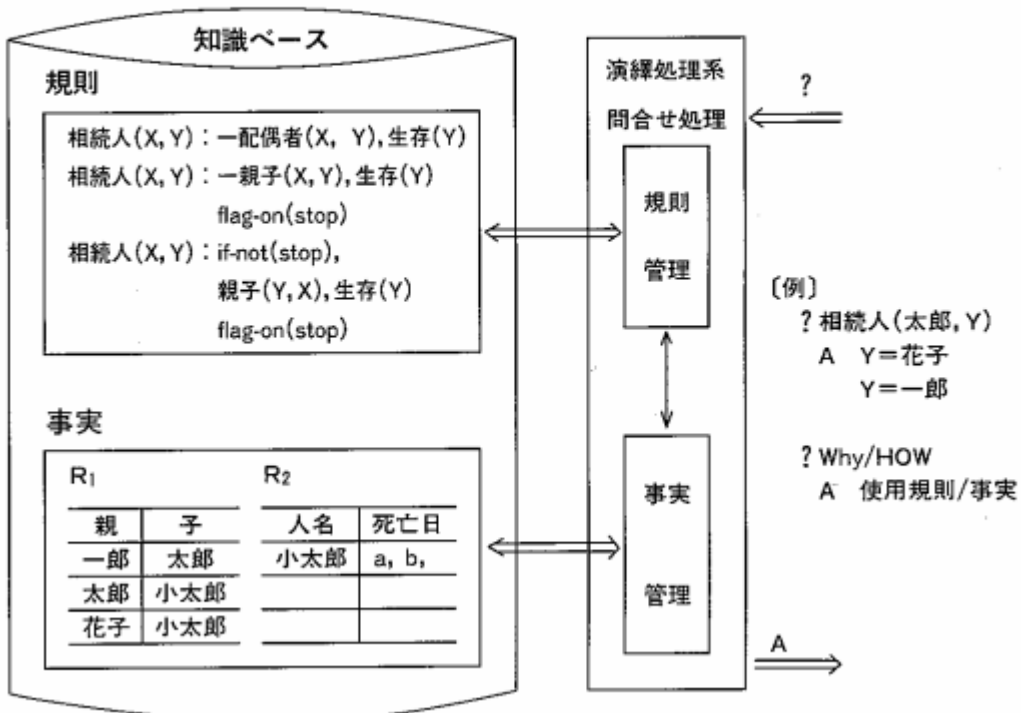 知識ベース
規則
相続人(X, Y):ー配偶者(X, Y),生存(Y)
相続人(X, Y):ー親子(X, Y),生存(Y)
flag-on(stop)
相続人(X, Y):if-not(stop),
親子(Y, X),生存(Y)
flag-on(stop)
事実
R1
親 子
一郎 太郎
太郎 小太郎
花子 小太郎
R2
人名 死亡日
小太郎 a, b,
演繹処理系
問合せ処理
規則
管理
事実
管理
?
〔例〕
? 相続人(太郎, Y)
A Y=花子
Y=一郎
? Why/HOW
A 使用規則/事実
A